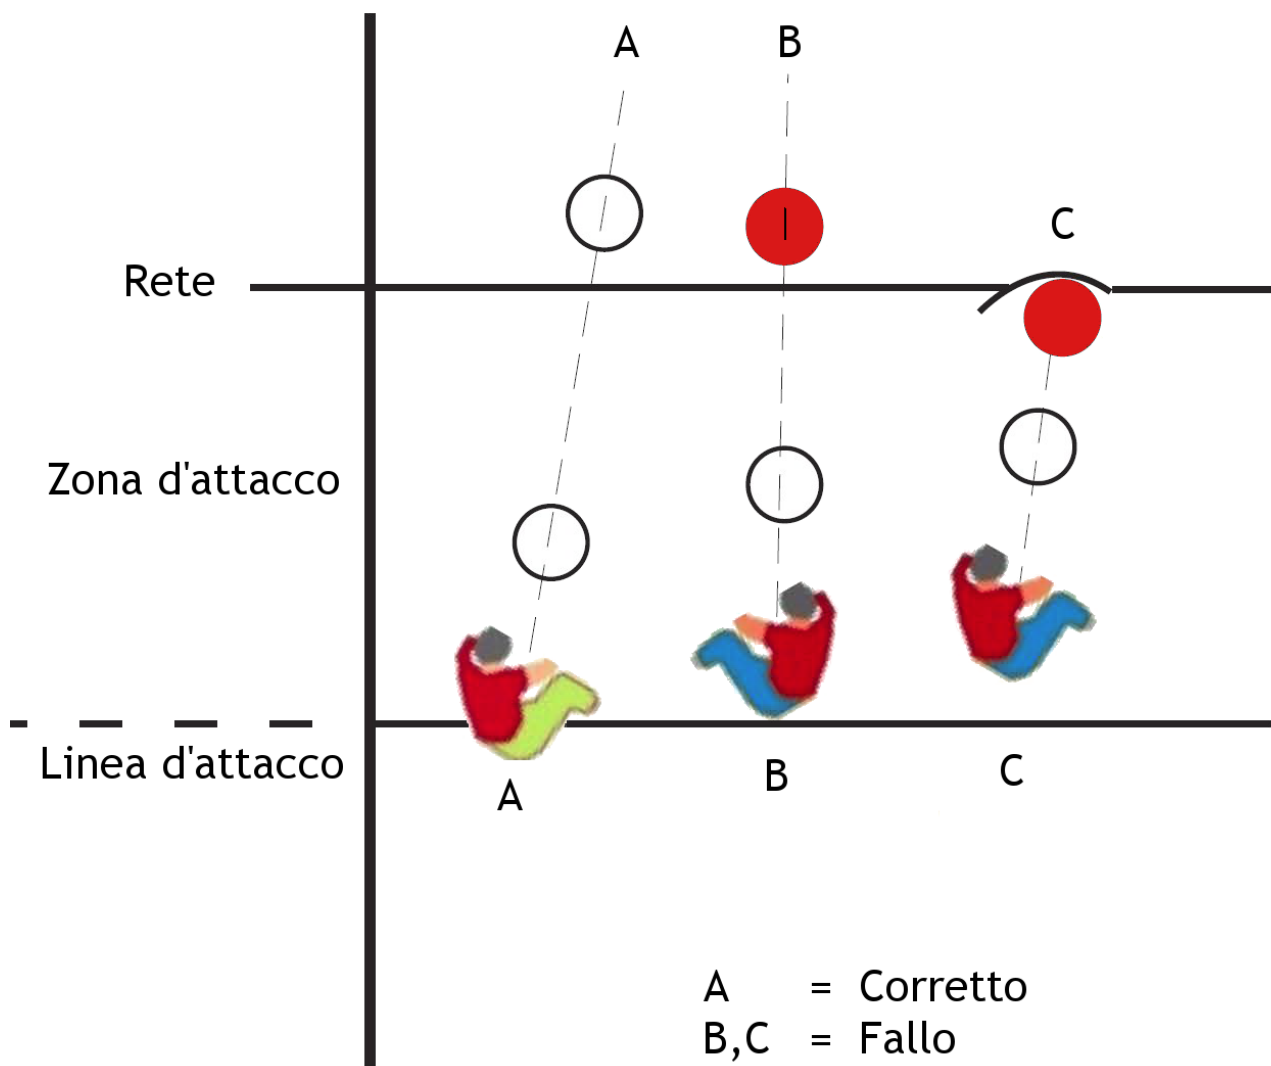 A
B
C
Rete
Zona d'attacco
Linea d'attacco
A
B
C
A = Corretto
B,C = Fallo